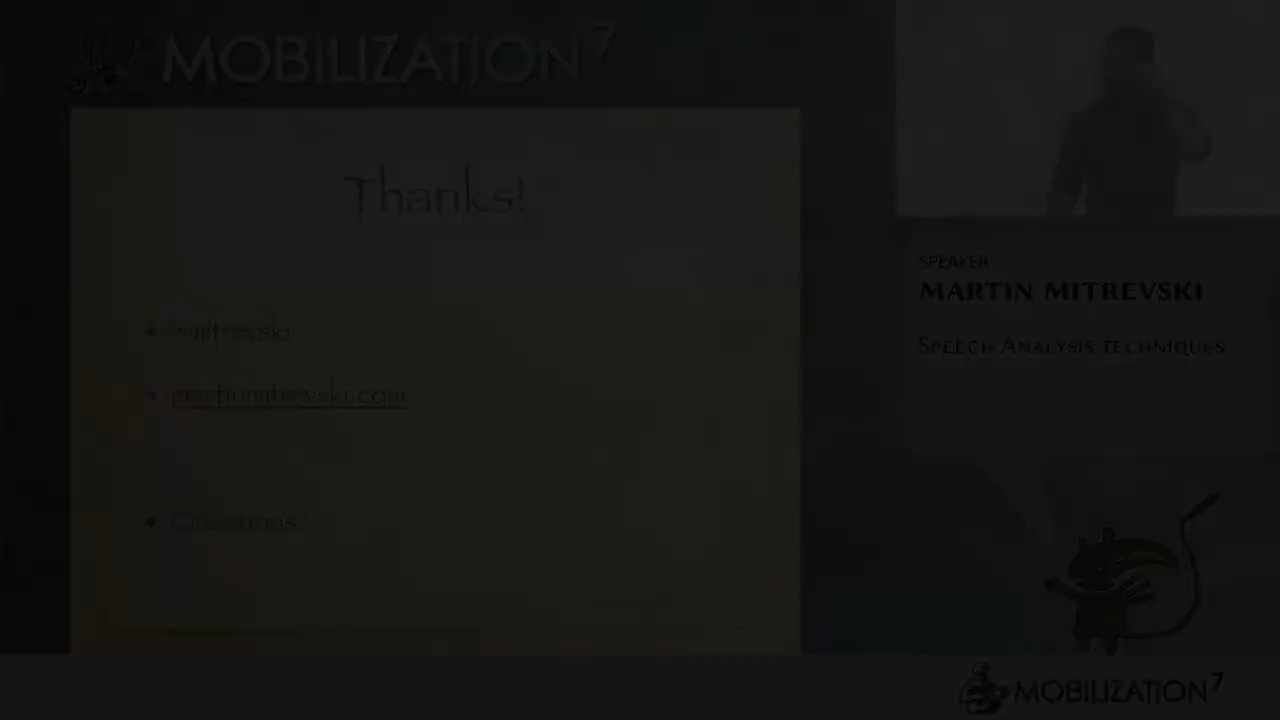 MOBILIZATION 7
Thanks!
martinmitrevski.com
Questions?
SPEAKER
MARTIN MITREVSKI
SPEECH ANALYSIS TECHNIQUES
MOBILIZATION 7